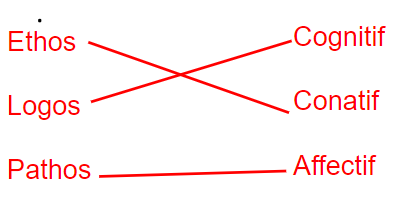 Ethos
Cognitif
Logos
Conatif
Pathos
Affectif